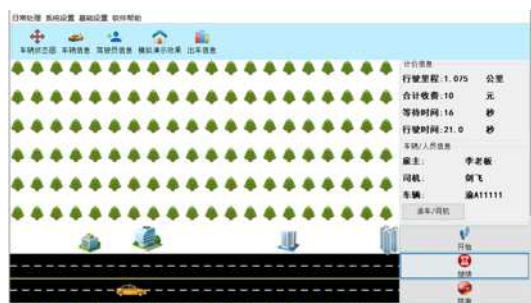 日常处理 系统设置 基础设置 软件帮助
车辆状态图 车辆信息 驾驶员信息 模拟演示效果 出车信息
计价信息
行驶里程:1.075 公里
合计收费:10 元
等待时间:16 秒
行驶时间:21.0 秒
车辆/人员信息
雇主: 李老板
司机: 剑飞
车辆: 渝A11111
选车/司机
开始
继续
结束